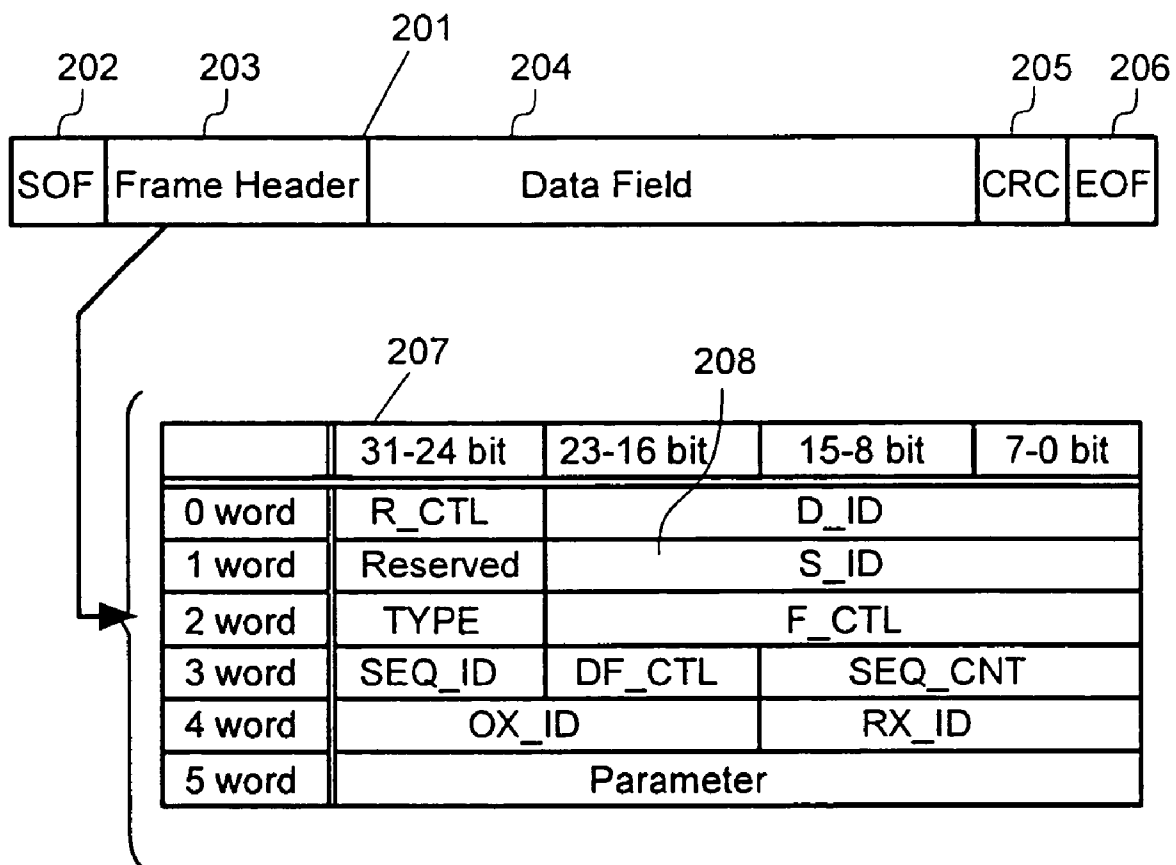 201
202 203 204 205 206
SOF Frame Header Data Field CRC EOF
207 208
31-24 bit 23-16 bit 15-8 bit 7-0 bit
0 word R_CTL D_ID
1 word Reserved S_ID
2 word TYPE F_CTL
3 word SEQ_ID DF_CTL SEQ_CNT
4 word OX_ID RX_ID
5 word Parameter